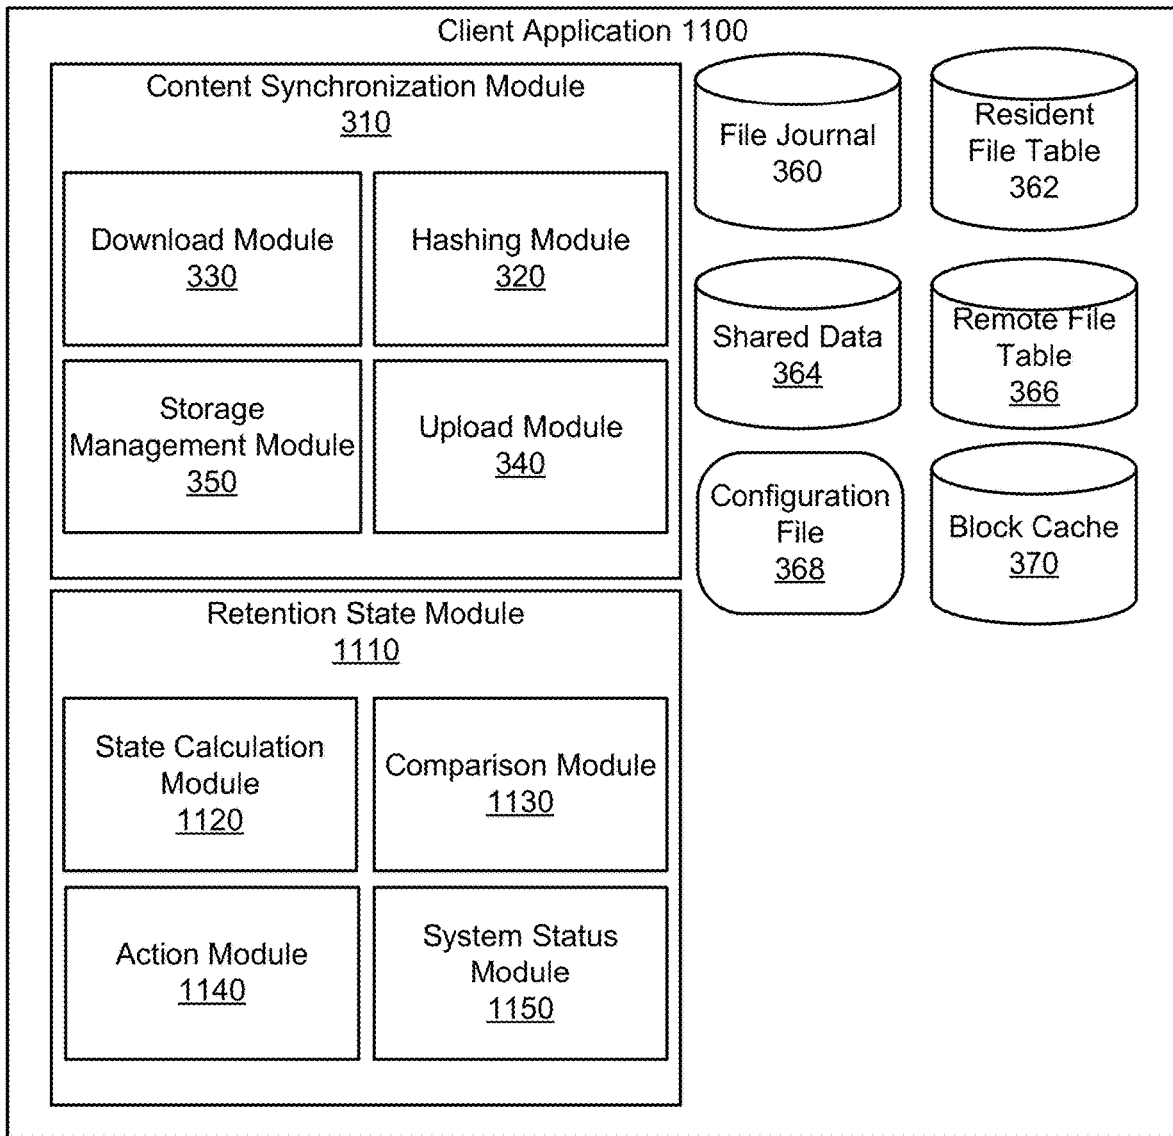 Client Application 1100
Content Synchronization Module
310
Download Module
330
Hashing Module
320
Storage
Management Module
350
Upload Module
340
Retention State Module
1110
State Calculation
Module
1120
Comparison Module
1130
Action Module
1140
System Status
Module
1150
File Journal
360
Resident
File Table
362
Shared Data
364
Remote File
Table
366
Configuration
File
368
Block Cache
370